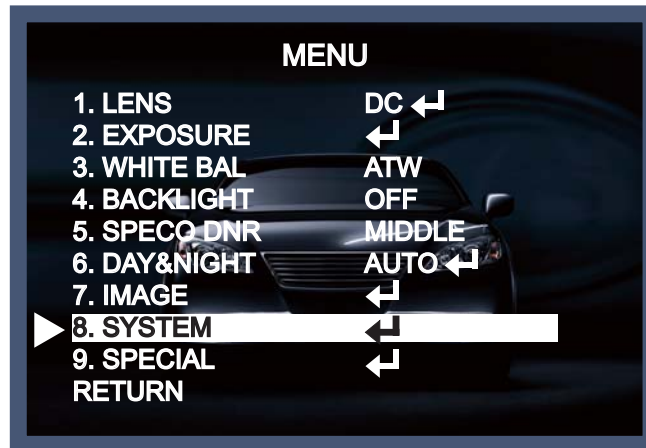 MENU
1. LENS DC ↵
2. EXPOSURE ↵
3. WHITE BAL ATW
4. BACKLIGHT OFF
5. SPECO DNR MIDDLE
6. DAY&NIGHT AUTO ↵
7. IMAGE ↵
8. SYSTEM ↵
9. SPECIAL ↵
RETURN